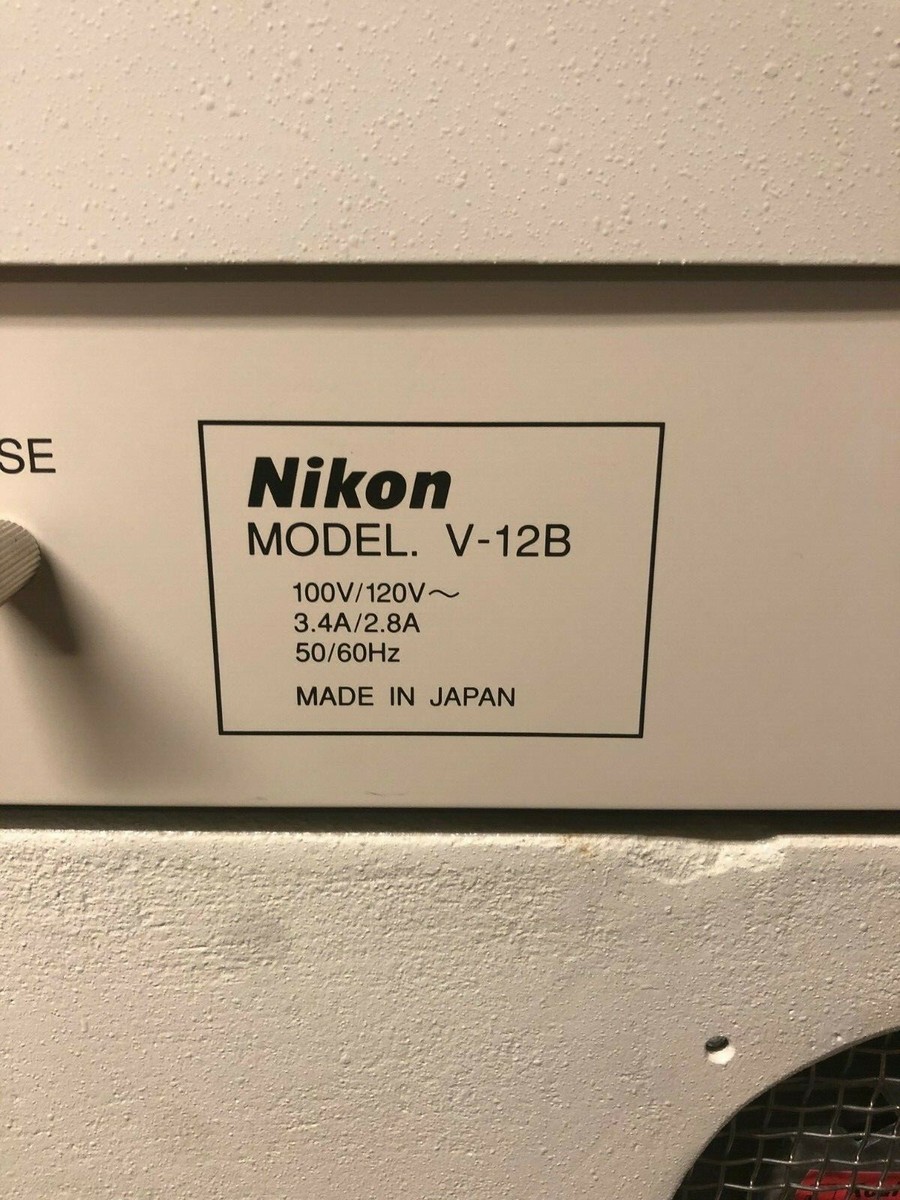 SE
Nikon
MODEL. V-12B
100V/120V～
3.4A/2.8A
50/60Hz
MADE IN JAPAN